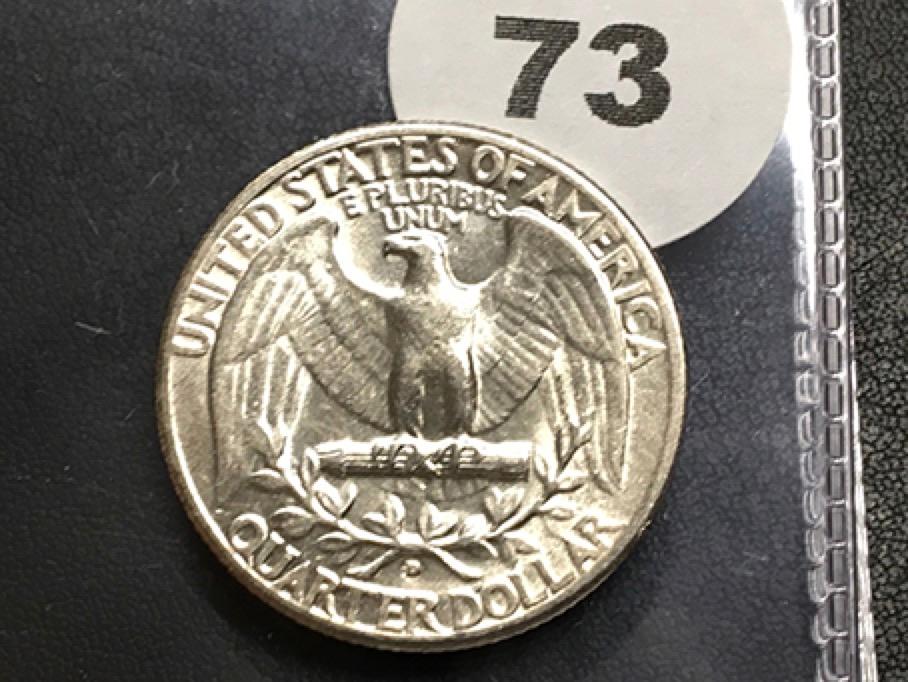 73
UNITED STATES OF AMERICA
E PLURIBUS
UNUM
D
QUARTER DOLLAR